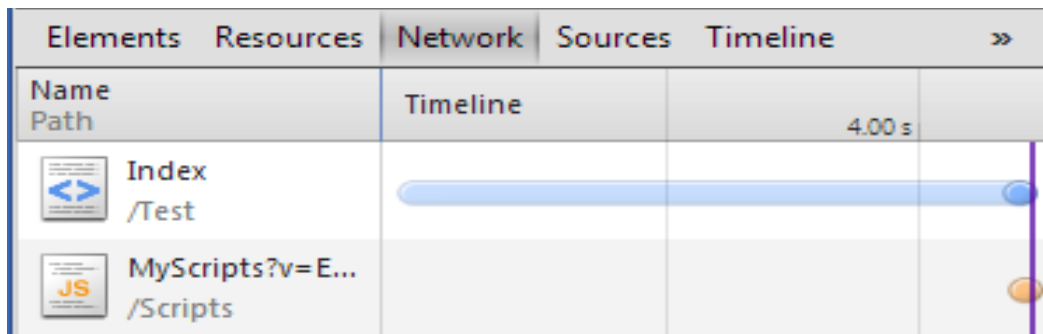 Elements Resources Network Sources Timeline »
Name
Path
Timeline
4.00 s
Index
/Test
MyScripts?v=E...
JS
/Scripts